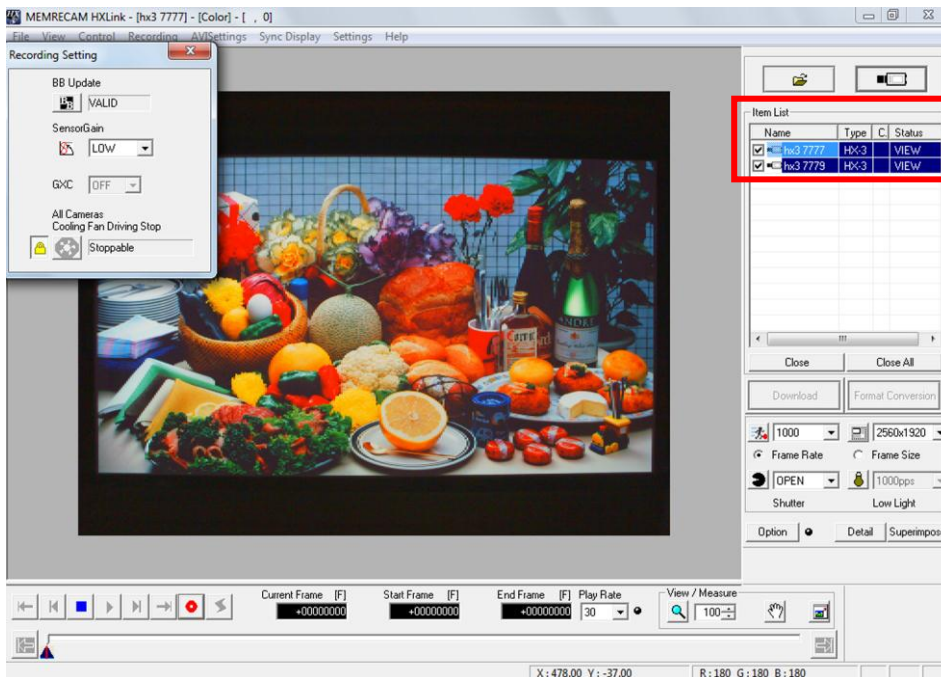 MEMRECAM HXLink - [hx3 7777] - [Color] - [ , 0]
File View Control Recording AVISettings Sync Display Settings Help
Recording Setting
BB Update
VALID
SensorGain
LOW
GXC OFF
All Cameras
Cooling Fan Driving Stop
Stoppable
CUTTY
ANDRE
Item List
Name Type C. Status
hx3 7777 HX-3 VIEW
hx3 7779 HX-3 VIEW
Close Close All
Download Format Conversion
1000 2560x1920
Frame Rate Frame Size
OPEN 1000pps
Shutter Low Light
Option Detail Superimpose
Current Frame [F] Start Frame [F] End Frame [F] Play Rate View / Measure
+00000000 +00000000 +00000000 30 100
X : 478.00 Y : -37.00 R : 180 G : 180 B : 180